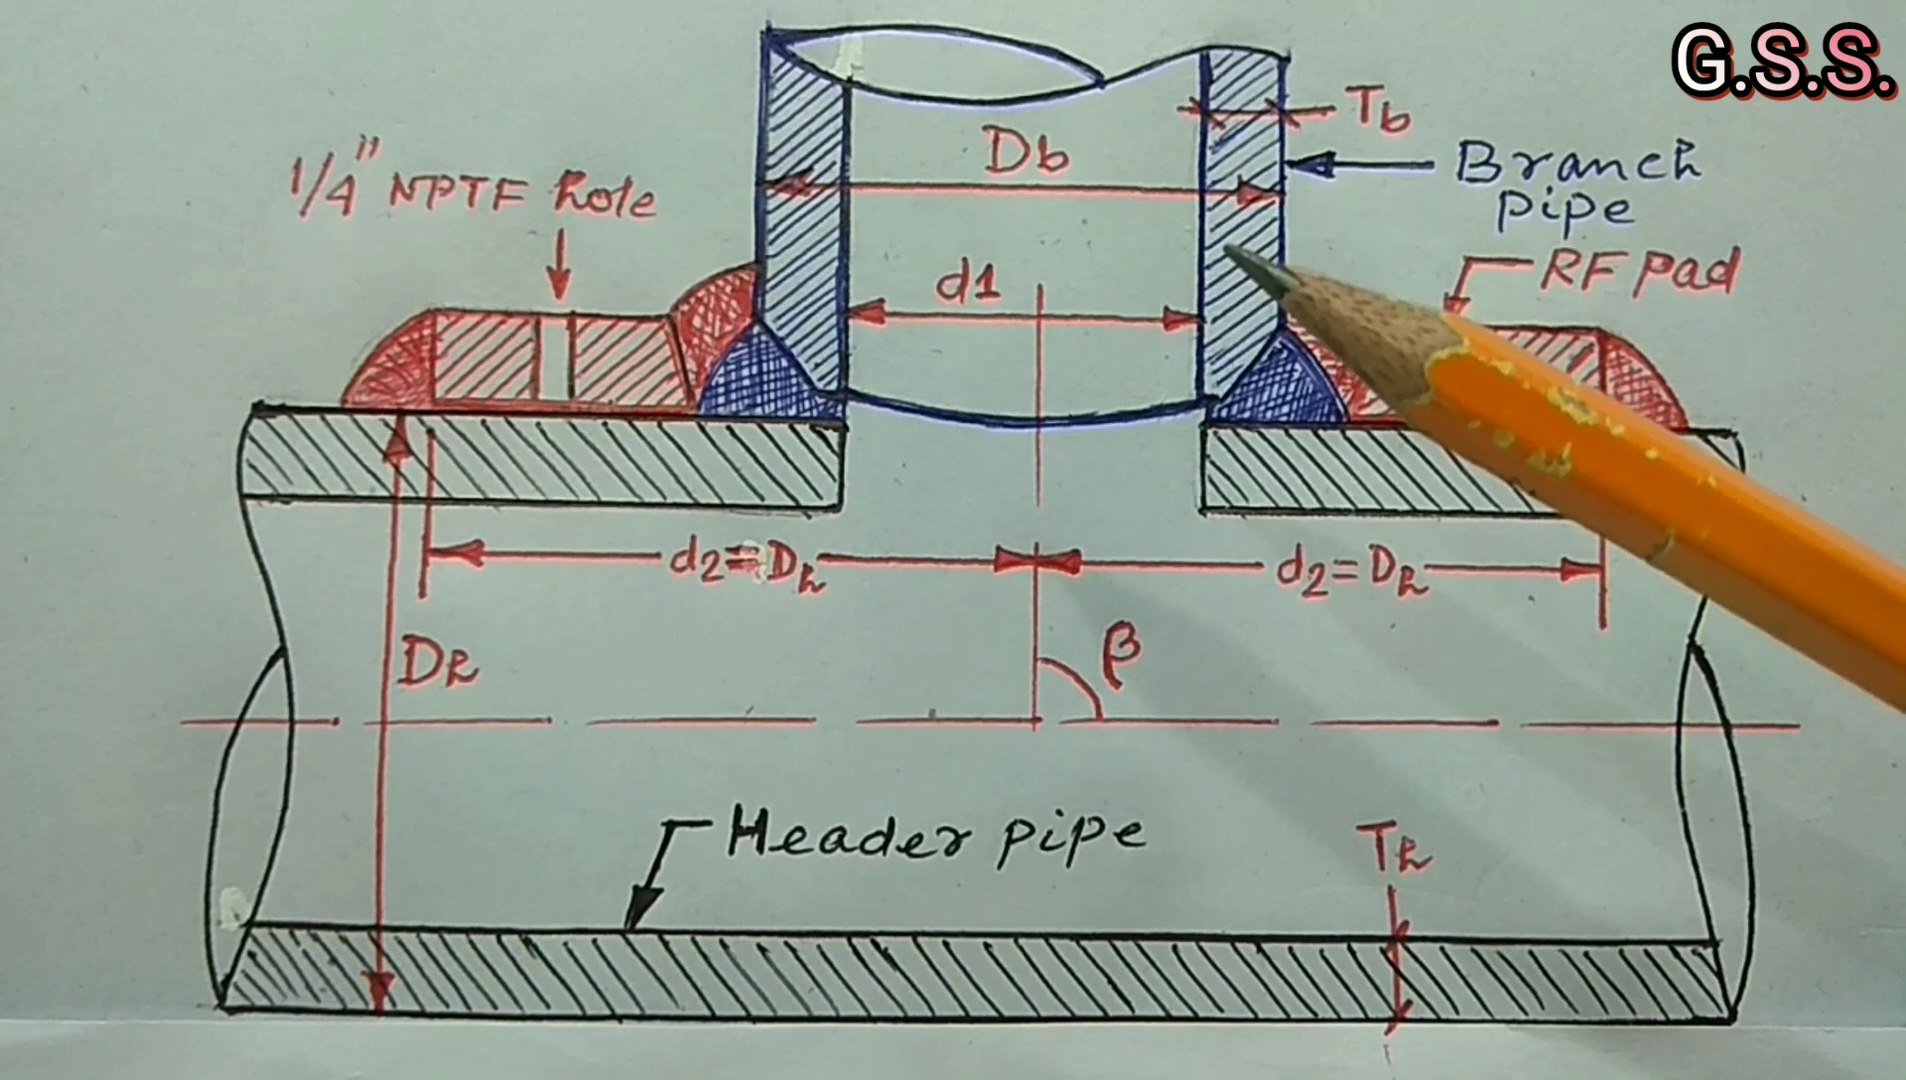 G.S.S.
Tb
Db
Branch
pipe
1/4" NPTF hole
RF pad
d1
d2=Dh
d2=Dh
Dh
β
Header pipe
Th